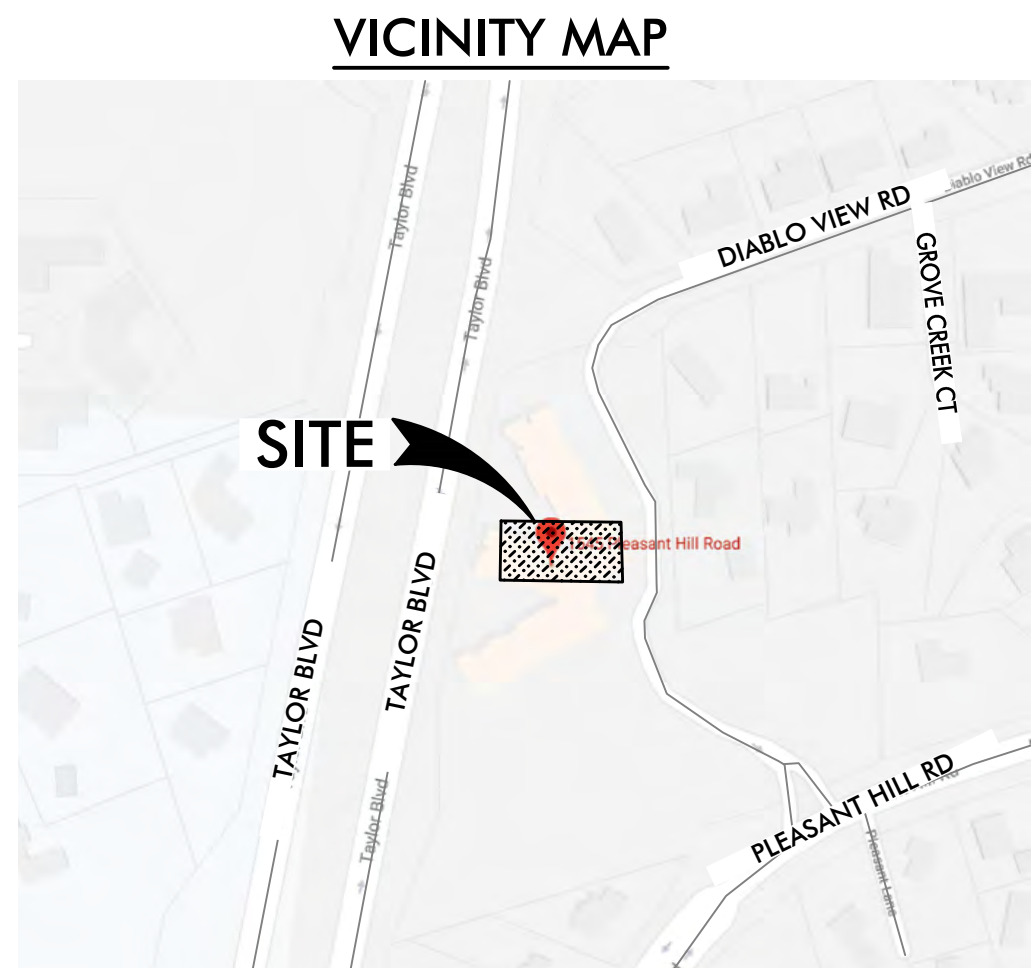 VICINITY MAP
Taylor Blvd
Diablo View Rd
DIABLO VIEW RD
Taylor Blvd
GROVE CREEK CT
SITE
Pleasant Hill Road
TAYLOR BLVD
TAYLOR BLVD
PLEASANT HILL RD
Taylor Blvd
Pleasant Lane